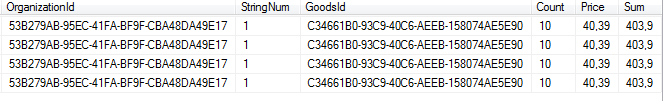 OrganizationId StringNum GoodsId Count Price Sum
53B279AB-95EC-41FA-BF9F-CBA48DA49E17 1 C34661B0-93C9-40C6-AEEB-158074AE5E90 10 40,39 403,9
53B279AB-95EC-41FA-BF9F-CBA48DA49E17 1 C34661B0-93C9-40C6-AEEB-158074AE5E90 10 40,39 403,9
53B279AB-95EC-41FA-BF9F-CBA48DA49E17 1 C34661B0-93C9-40C6-AEEB-158074AE5E90 10 40,39 403,9
53B279AB-95EC-41FA-BF9F-CBA48DA49E17 1 C34661B0-93C9-40C6-AEEB-158074AE5E90 10 40,39 403,9